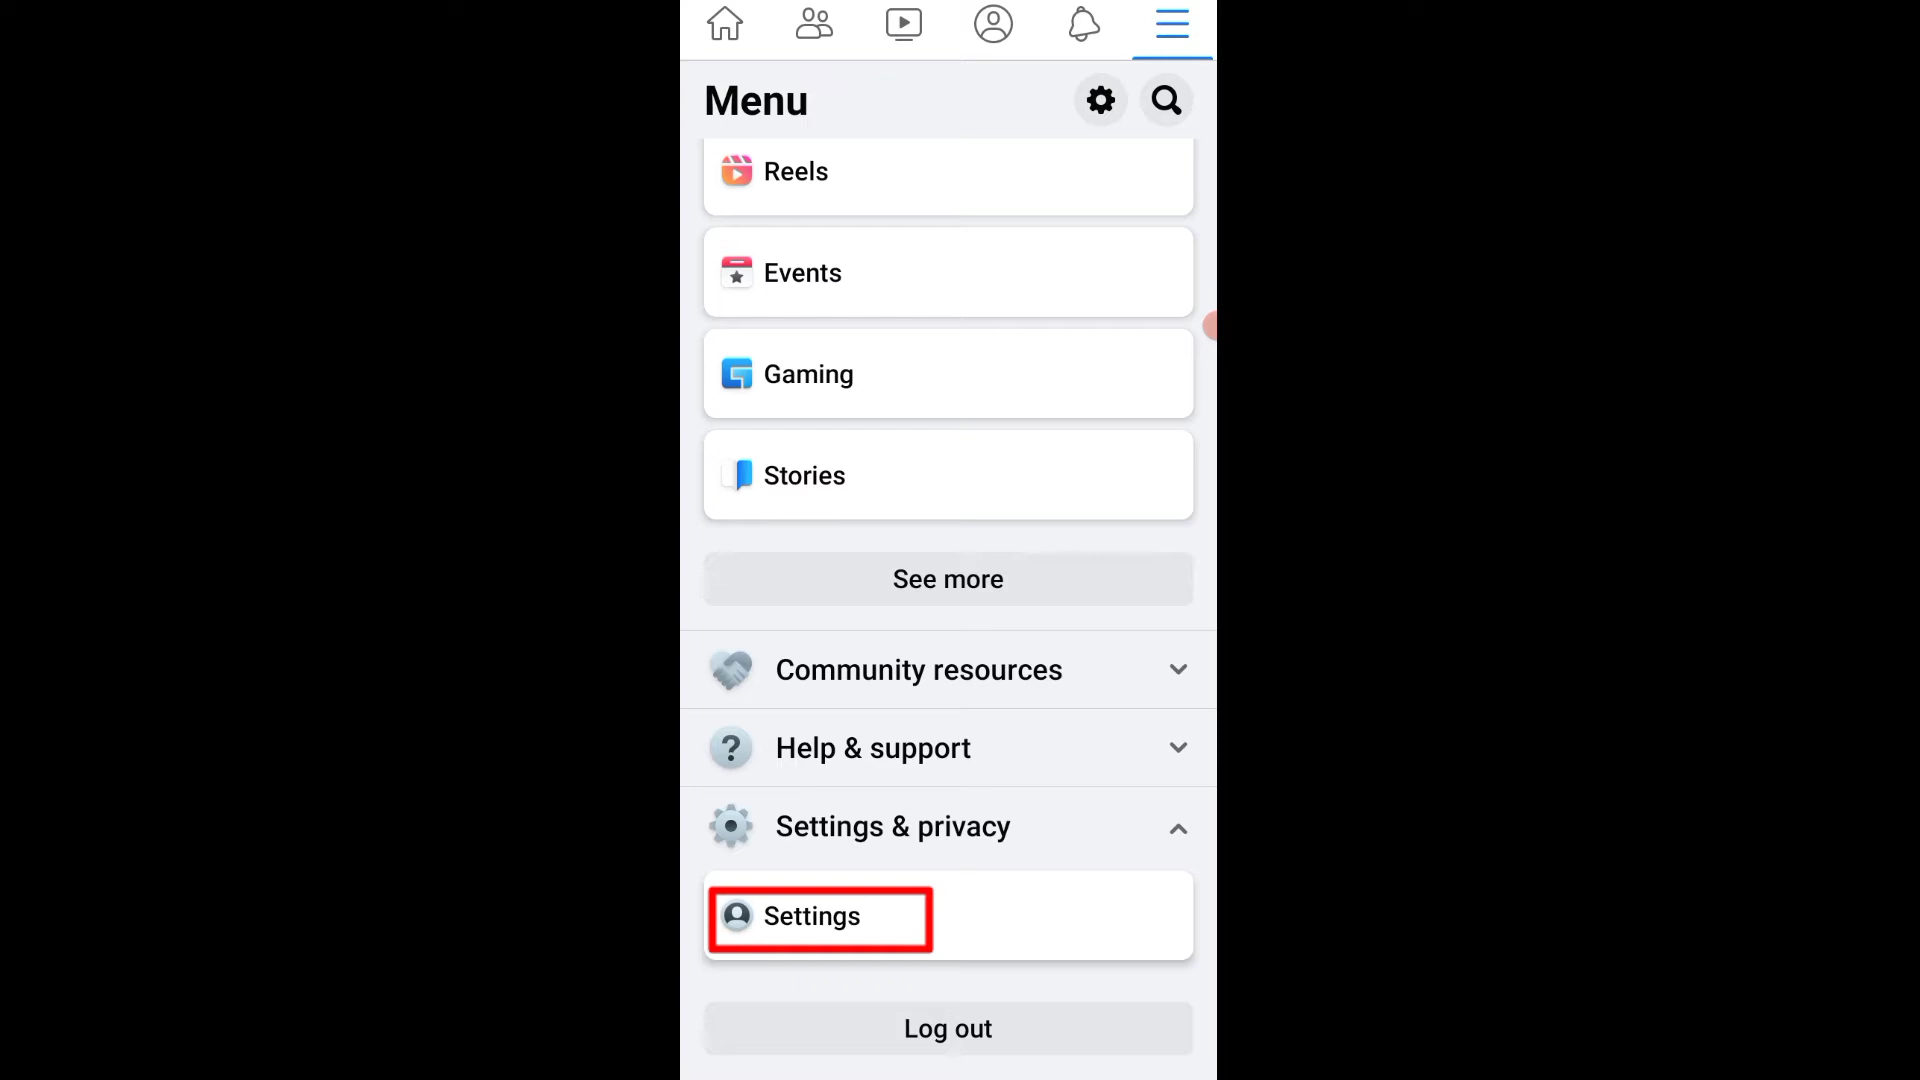 Menu
Reels
Events
Gaming
Stories
See more
Community resources
Help & support
Settings & privacy
Settings
Log out